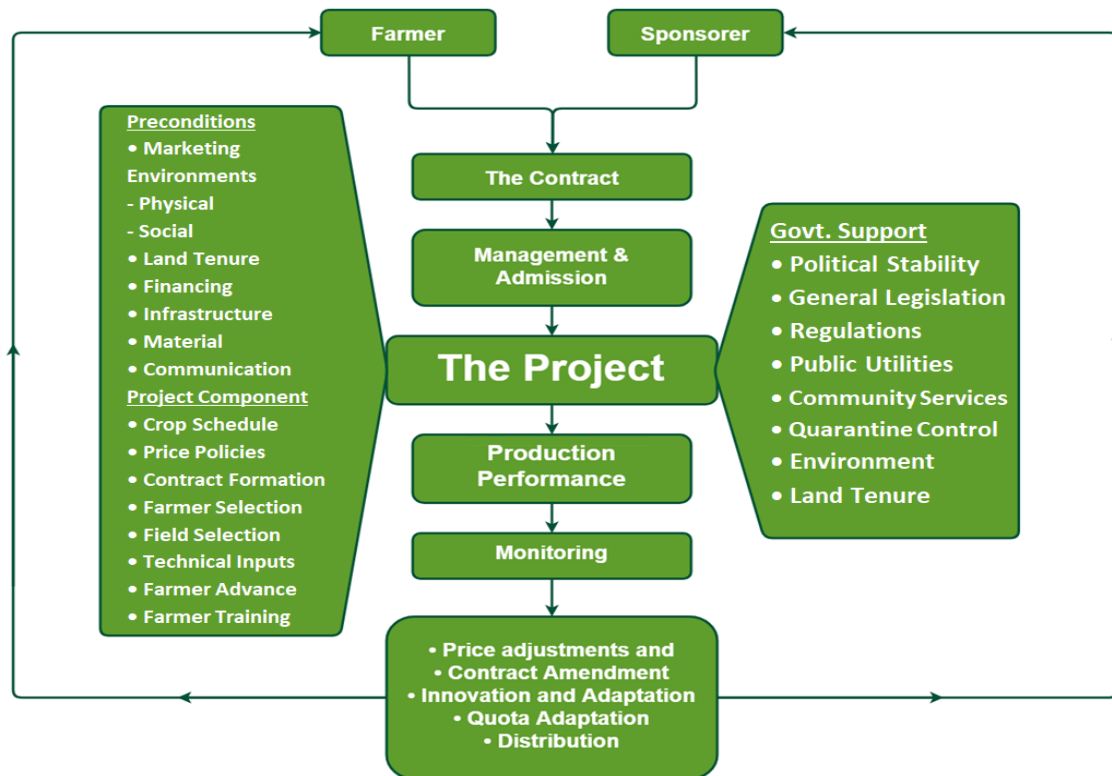 Farmer
Sponsorer
Preconditions
• Marketing
Environments
- Physical
- Social
• Land Tenure
• Financing
• Infrastructure
• Material
• Communication
Project Component
• Crop Schedule
• Price Policies
• Contract Formation
• Farmer Selection
• Field Selection
• Technical Inputs
• Farmer Advance
• Farmer Training
The Contract
Management &
Admission
The Project
Production
Performance
Monitoring
• Price adjustments and
• Contract Amendment
• Innovation and Adaptation
• Quota Adaptation
• Distribution
Govt. Support
• Political Stability
• General Legislation
• Regulations
• Public Utilities
• Community Services
• Quarantine Control
• Environment
• Land Tenure